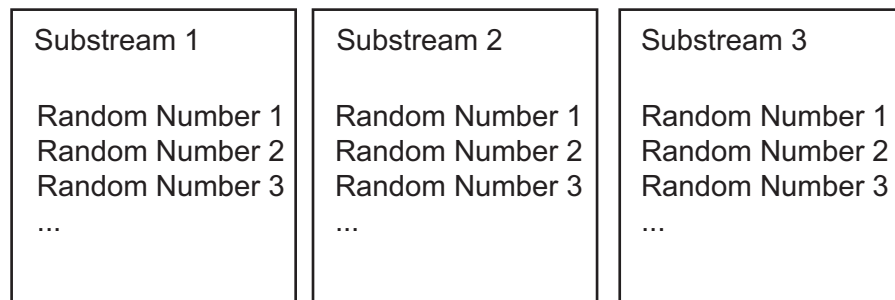 Substream 1
Random Number 1
Random Number 2
Random Number 3
...
Substream 2
Random Number 1
Random Number 2
Random Number 3
...
Substream 3
Random Number 1
Random Number 2
Random Number 3
...